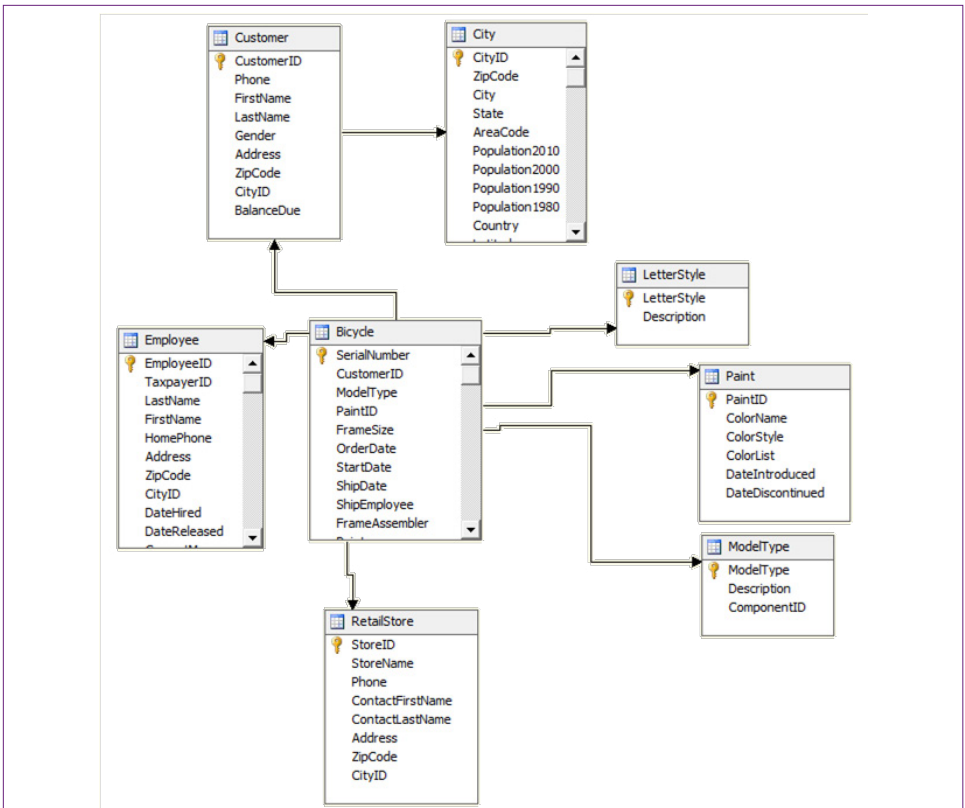 Customer
CustomerID
Phone
FirstName
LastName
Gender
Address
ZipCode
CityID
BalanceDue
City
CityID
ZipCode
City
State
AreaCode
Population2010
Population2000
Population1990
Population1980
Country
LetterStyle
LetterStyle
Description
Employee
EmployeeID
TaxpayerID
LastName
FirstName
HomePhone
Address
ZipCode
CityID
DateHired
DateReleased
Bicycle
SerialNumber
CustomerID
ModelType
PaintID
FrameSize
OrderDate
StartDate
ShipDate
ShipEmployee
FrameAssembler
Paint
PaintID
ColorName
ColorStyle
ColorList
DateIntroduced
DateDiscontinued
ModelType
ModelType
Description
ComponentID
RetailStore
StoreID
StoreName
Phone
ContactFirstName
ContactLastName
Address
ZipCode
CityID